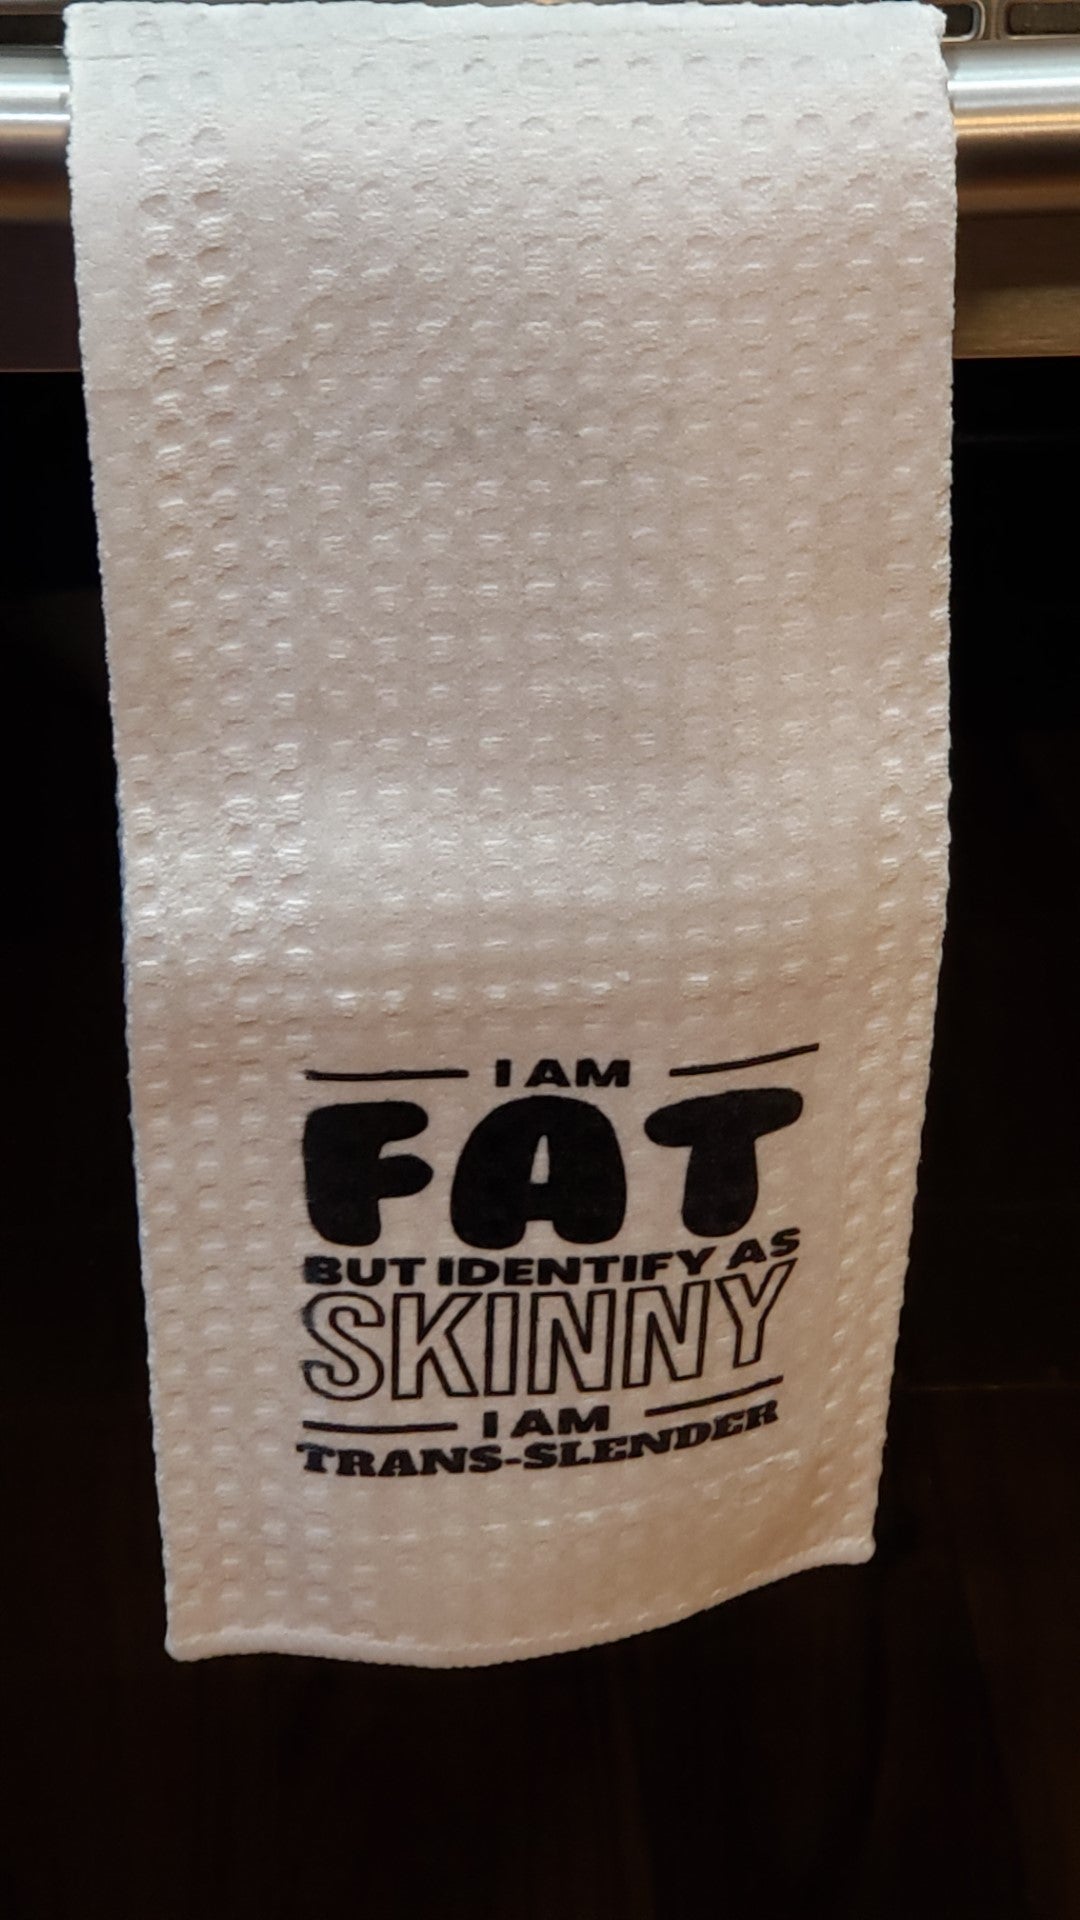 I AM
FAT
BUT IDENTIFY AS
SKINNY
I AM
TRANS-SLENDER